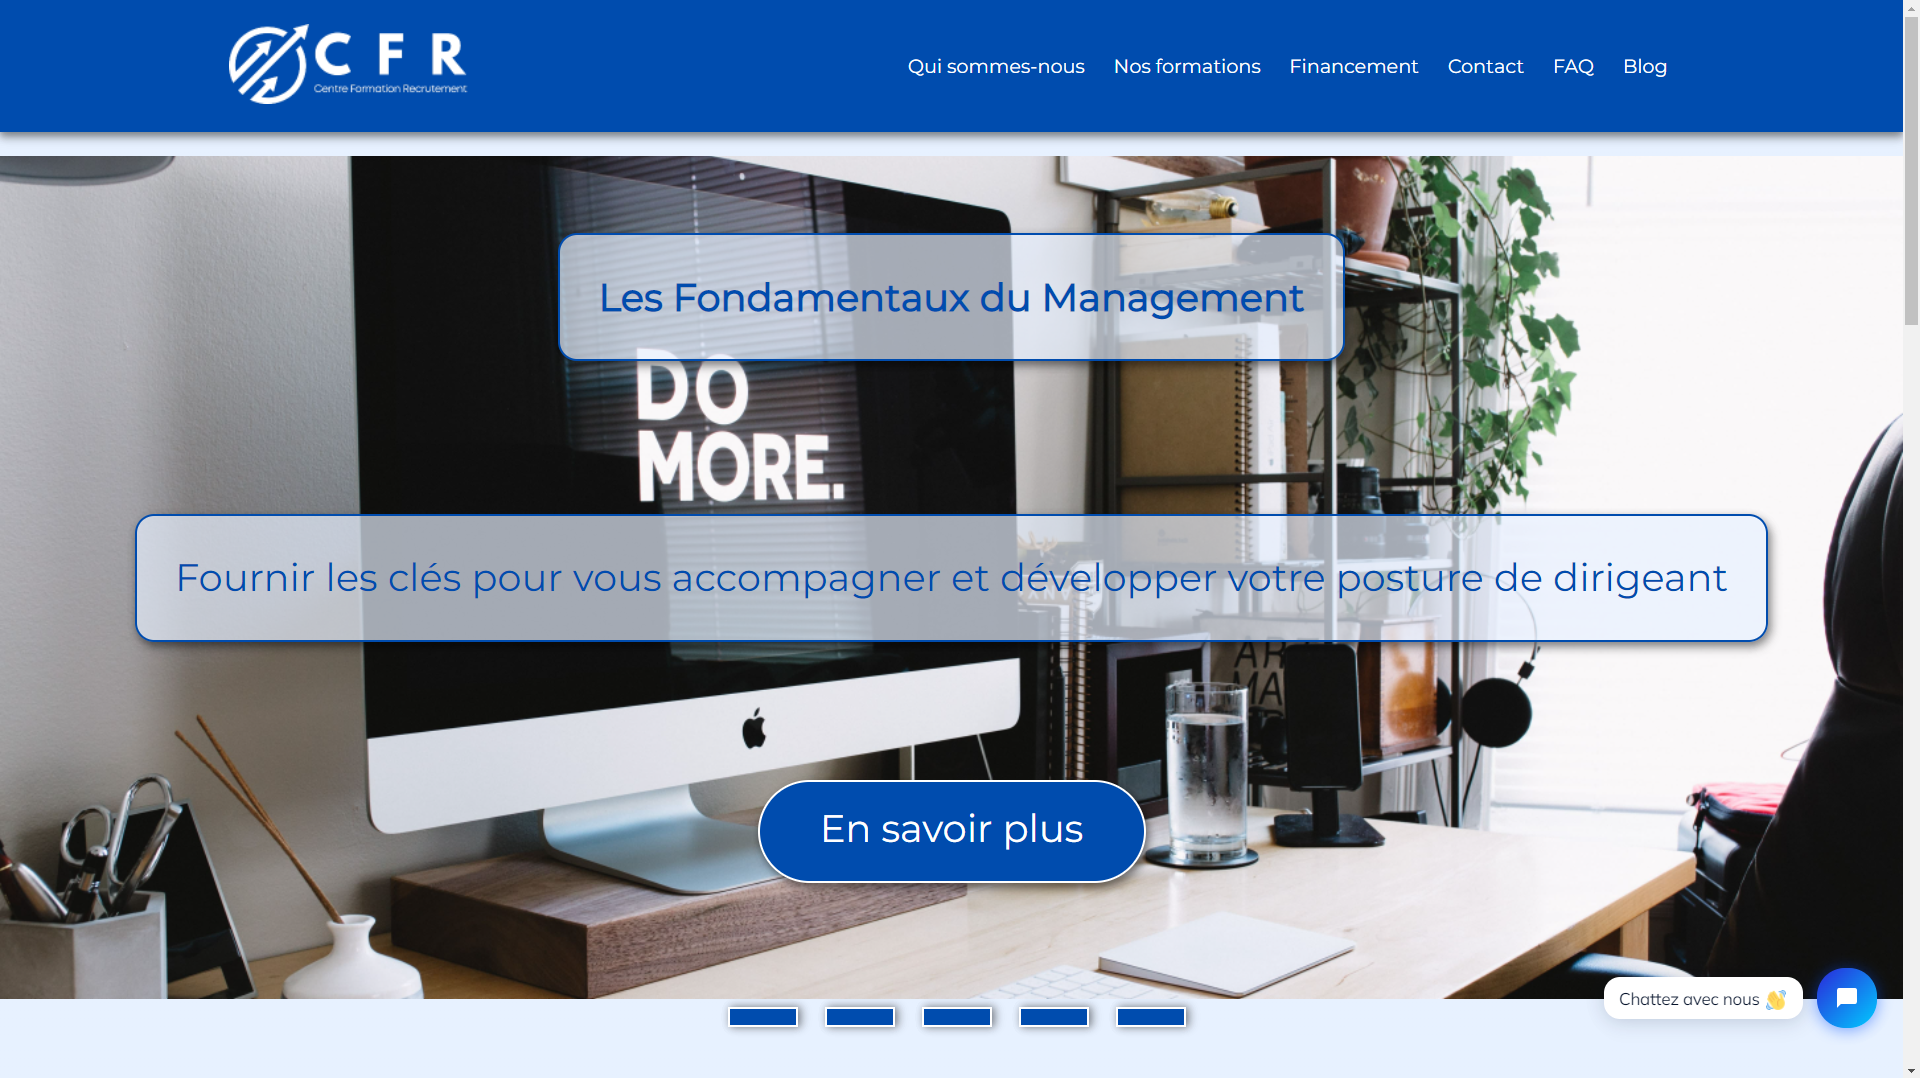 C F R
Centre Formation Recrutement
Qui sommes-nous
Nos formations
Financement
Contact
FAQ
Blog
Les Fondamentaux du Management
DO
MORE.
Fournir les clés pour vous accompagner et développer votre posture de dirigeant
En savoir plus
Chattez avec nous 👋